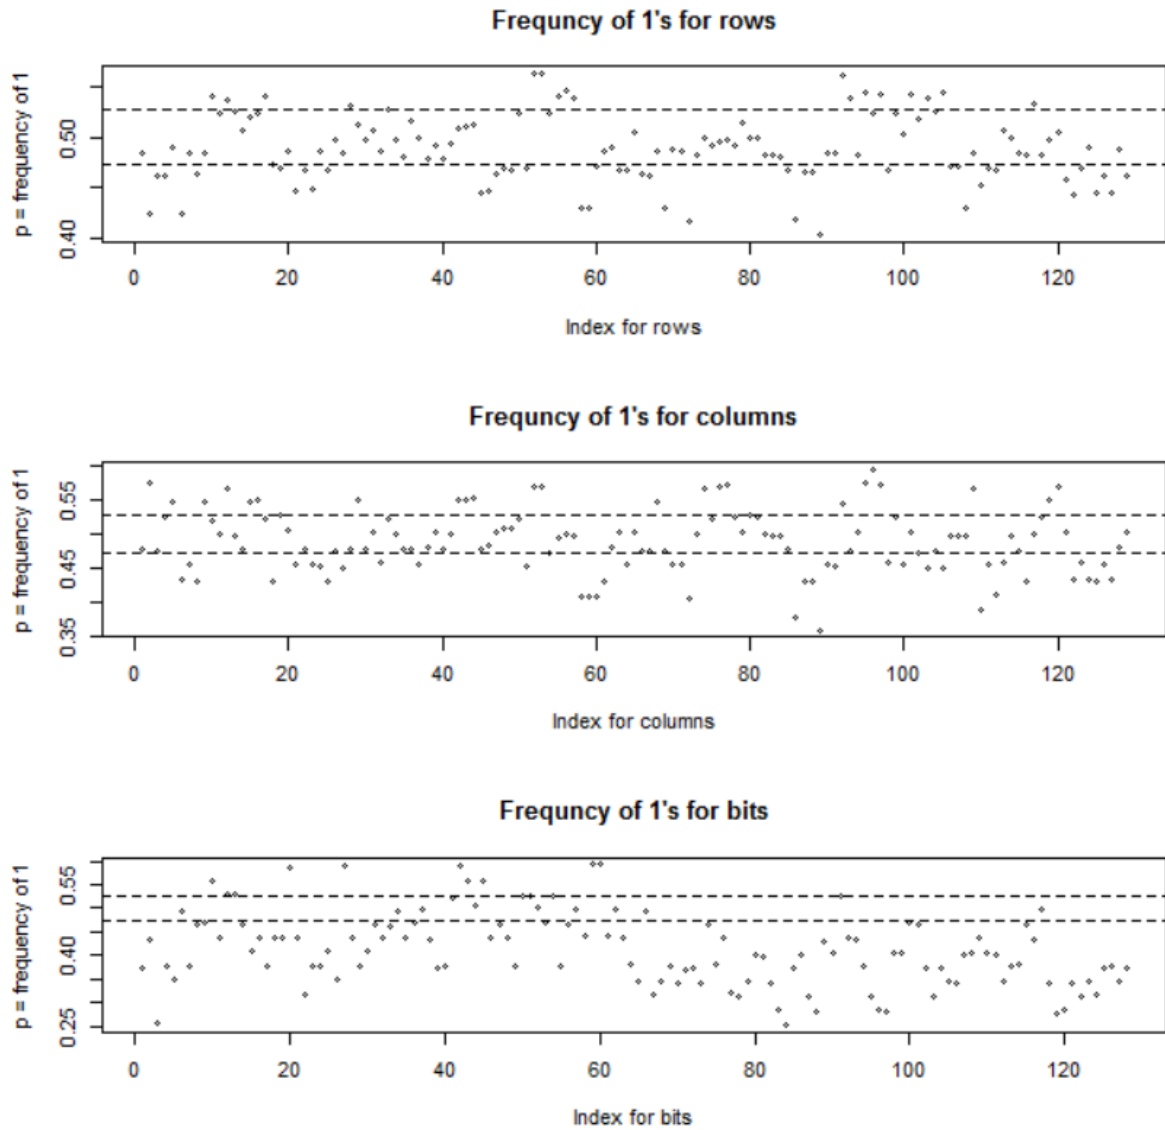 Frequncy of 1's for rows
p = frequency of 1
0.50
0.40
0 20 40 60 80 100 120
Index for rows
Frequncy of 1's for columns
p = frequency of 1
0.55
0.45
0.35
0 20 40 60 80 100 120
Index for columns
Frequncy of 1's for bits
p = frequency of 1
0.55
0.40
0.25
0 20 40 60 80 100 120
Index for bits